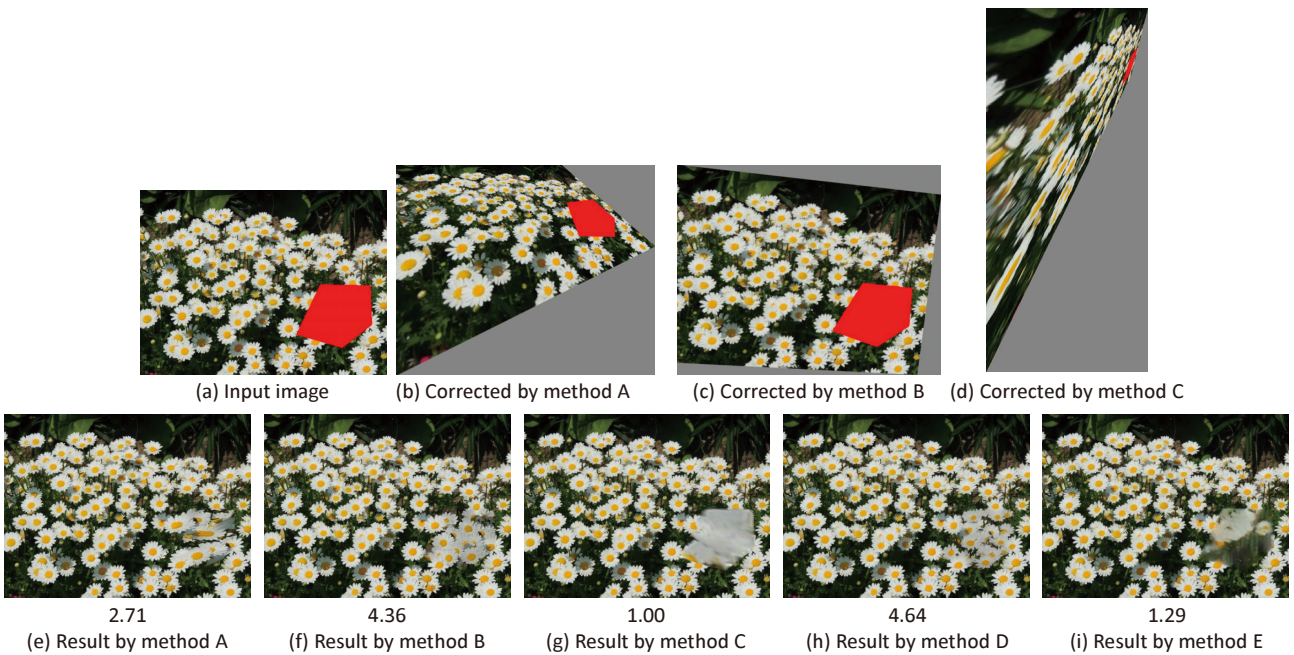 (a) Input image
(b) Corrected by method A
(c) Corrected by method B
(d) Corrected by method C
2.71
4.36
1.00
4.64
1.29
(e) Result by method A
(f) Result by method B
(g) Result by method C
(h) Result by method D
(i) Result by method E